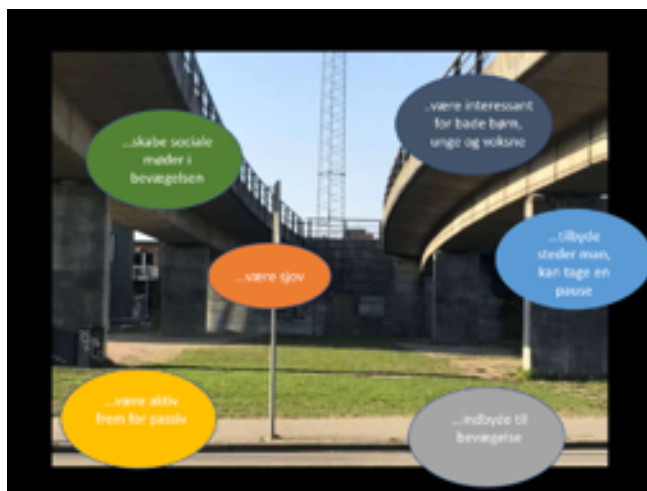 ...skabe sociale
møder i
bevægelsen
...være interessant
for både børn,
unge og voksne
...tilbyde
steder man,
kan tage en
pause
...være sjov
...være aktiv
frem for passiv
...indbyde til
bevægelse